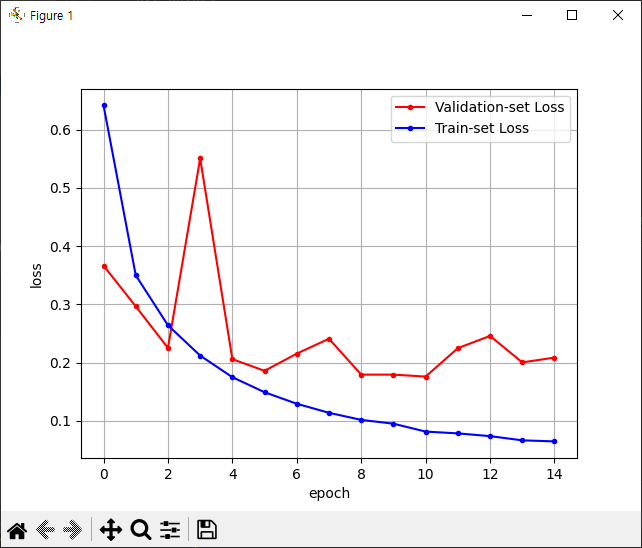 Figure 1
Validation-set Loss
Train-set Loss
0.6
0.5
0.4
0.3
0.2
0.1
loss
0 2 4 6 8 10 12 14
epoch